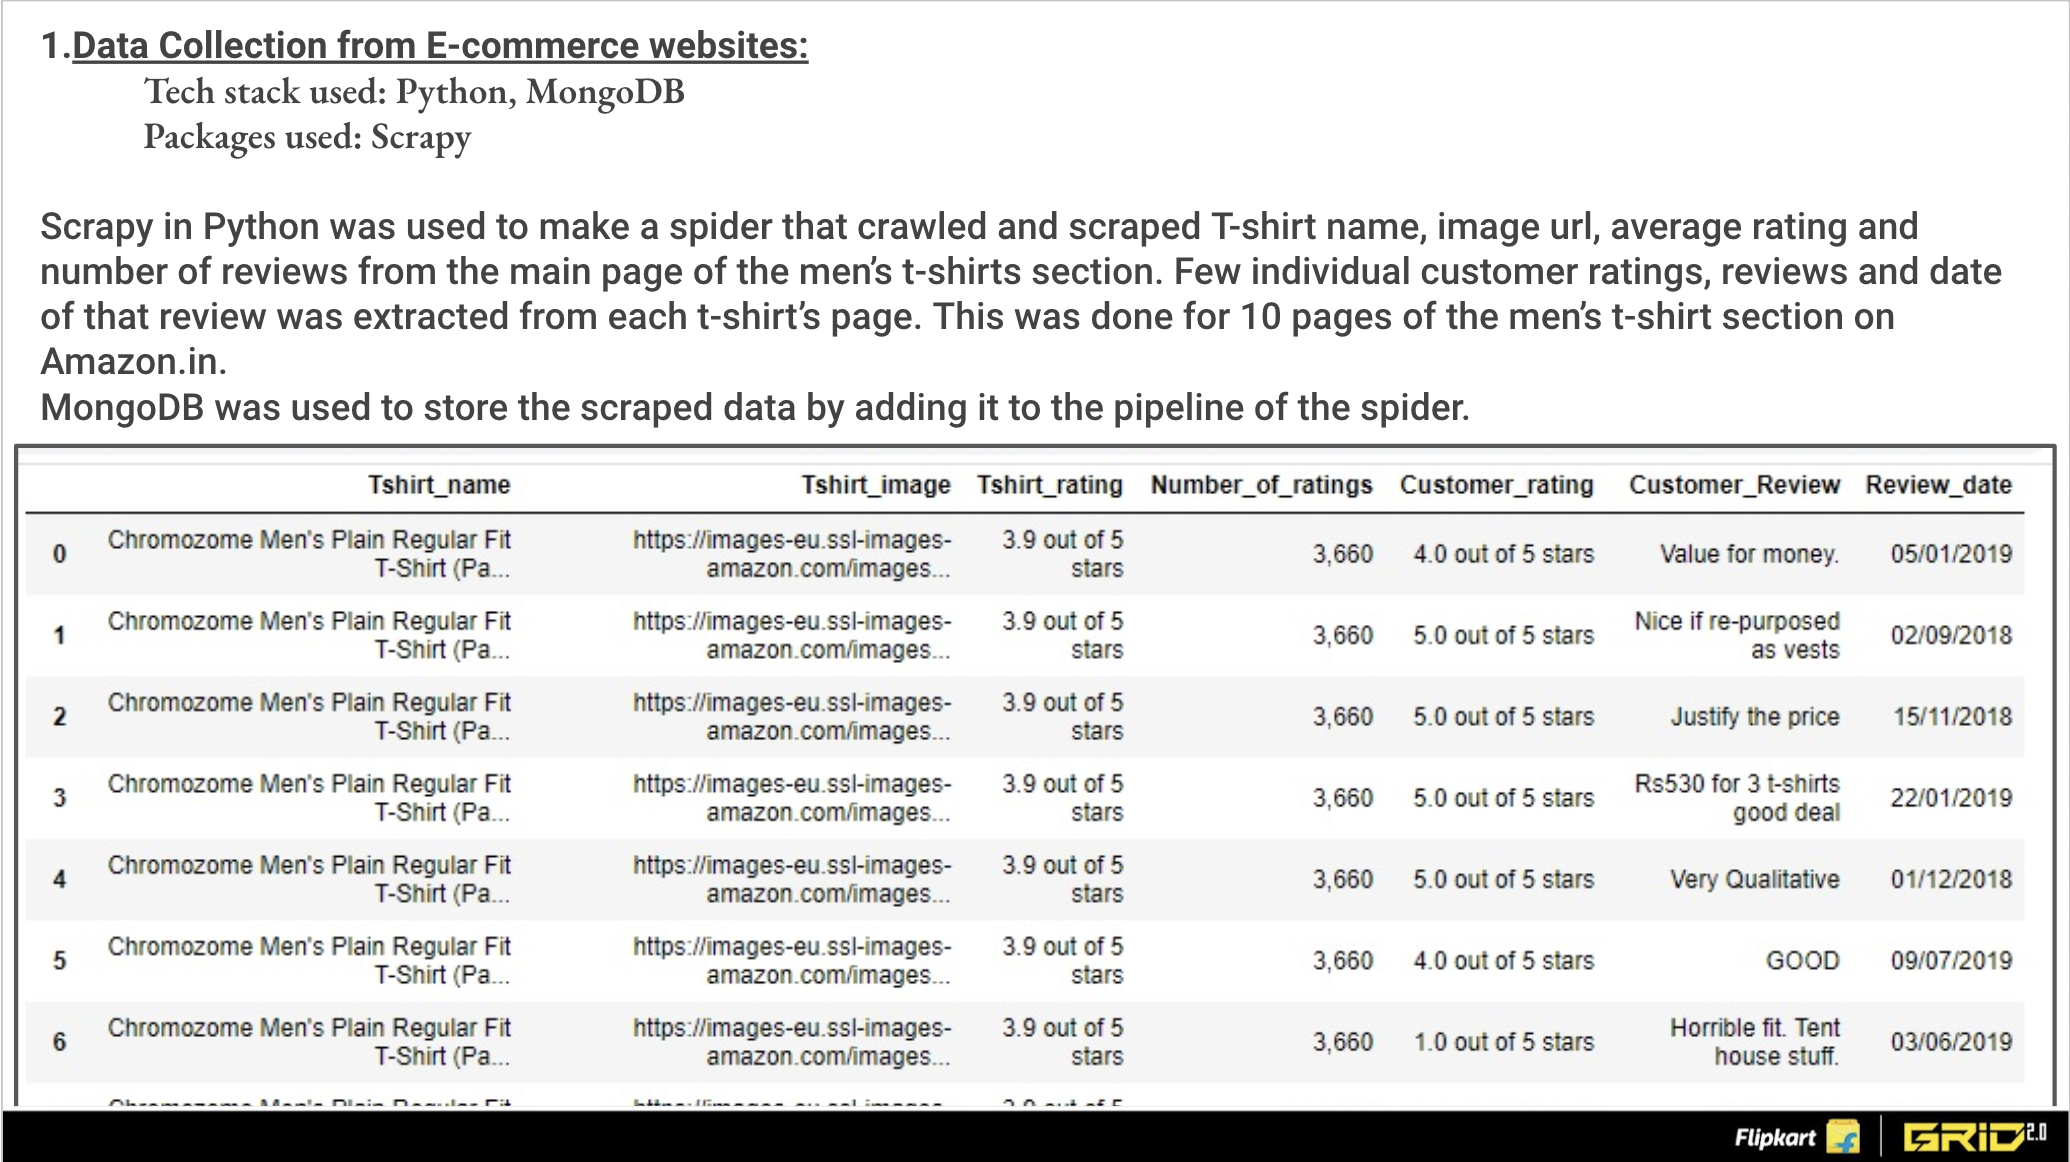 1.Data Collection from E-commerce websites:
Tech stack used: Python, MongoDB
Packages used: Scrapy
Scrapy in Python was used to make a spider that crawled and scraped T-shirt name, image url, average rating and
number of reviews from the main page of the men’s t-shirts section. Few individual customer ratings, reviews and date
of that review was extracted from each t-shirt’s page. This was done for 10 pages of the men’s t-shirt section on
Amazon.in.
MongoDB was used to store the scraped data by adding it to the pipeline of the spider.
Tshirt_name Tshirt_image Tshirt_rating Number_of_ratings Customer_rating Customer_Review Review_date
Chromozome Men's Plain Regular Fit https://images-eu.ssl-images- 3.9 out of 5
0 3,660 4.0 out of 5 stars Value for money. 05/01/2019
T-Shirt (Pa... amazon.com/images... stars
Chromozome Men's Plain Regular Fit https://images-eu.ssl-images- 3.9 out of 5 Nice if re-purposed
1 3,660 5.0 out of 5 stars 02/09/2018
T-Shirt (Pa... amazon.com/images... stars as vests
Chromozome Men's Plain Regular Fit https://images-eu.ssl-images- 3.9 out of 5
2 3,660 5.0 out of 5 stars Justify the price 15/11/2018
T-Shirt (Pa... amazon.com/images... stars
Chromozome Men's Plain Regular Fit https://images-eu.ssl-images- 3.9 out of 5 Rs530 for 3 t-shirts
3 3,660 5.0 out of 5 stars 22/01/2019
T-Shirt (Pa... amazon.com/images... stars good deal
Chromozome Men's Plain Regular Fit https://images-eu.ssl-images- 3.9 out of 5
4 3,660 5.0 out of 5 stars Very Qualitative 01/12/2018
T-Shirt (Pa... amazon.com/images... stars
Chromozome Men's Plain Regular Fit https://images-eu.ssl-images- 3.9 out of 5
5 3,660 4.0 out of 5 stars GOOD 09/07/2019
T-Shirt (Pa... amazon.com/images... stars
Chromozome Men's Plain Regular Fit https://images-eu.ssl-images- 3.9 out of 5 Horrible fit. Tent
6 3,660 1.0 out of 5 stars 03/06/2019
T-Shirt (Pa... amazon.com/images... stars house stuff.
Flipkart GRiD 2.0